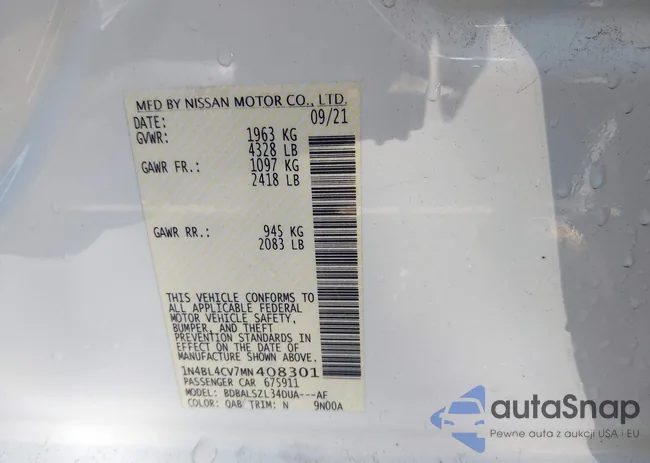 MFD BY NISSAN MOTOR CO., LTD.
DATE: 09/21
GVWR: 1963 KG
4328 LB
GAWR FR.: 1097 KG
2418 LB
GAWR RR.: 945 KG
2083 LB
THIS VEHICLE CONFORMS TO
ALL APPLICABLE FEDERAL
MOTOR VEHICLE SAFETY,
BUMPER, AND THEFT
PREVENTION STANDARDS IN
EFFECT ON THE DATE OF
MANUFACTURE SHOWN ABOVE.
1N4BL4CV7MN408301
PASSENGER CAR 675911
MODEL: BDBALSZL34DUA---AF
COLOR: QAB TRIM: N 9N00A
autaSnap
Pewne auta z aukcji USA i EU